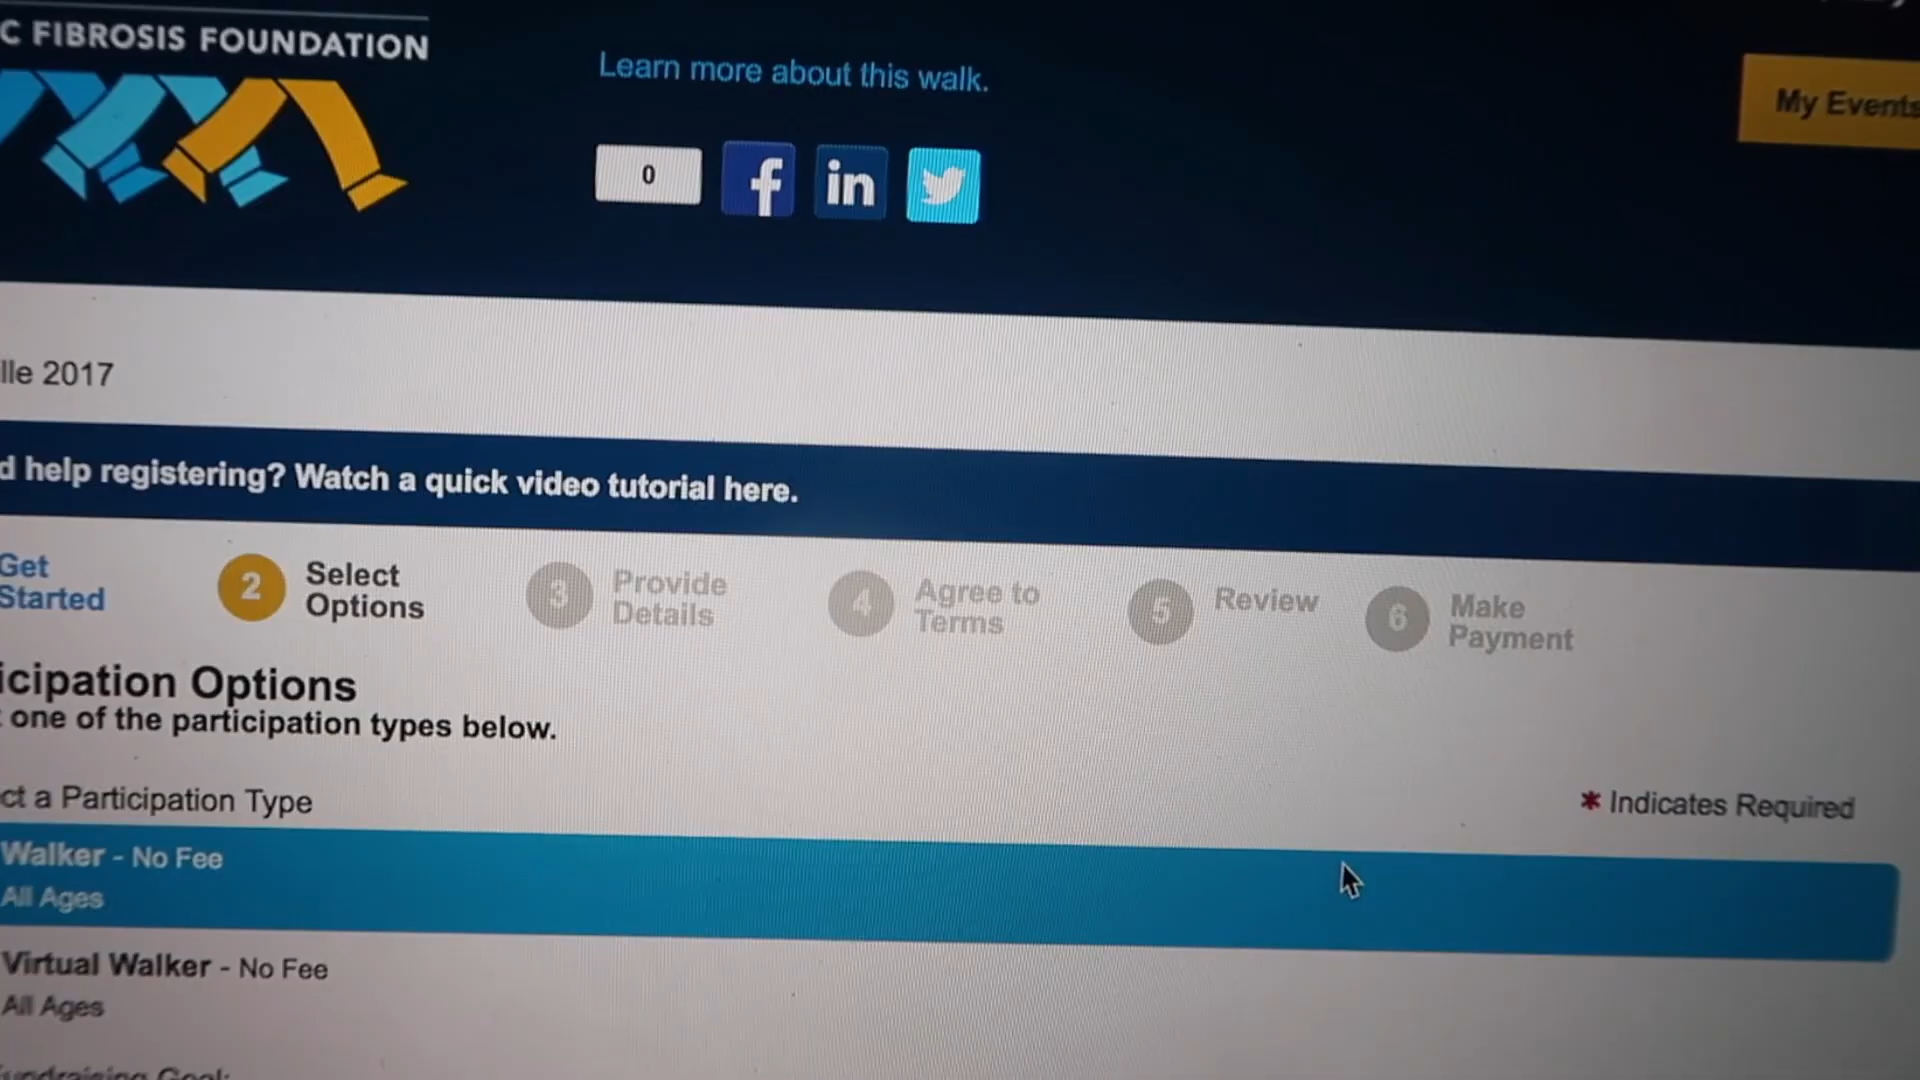 C FIBROSIS FOUNDATION
Learn more about this walk.
My Events
0
f
in
lle 2017
d help registering? Watch a quick video tutorial here.
Get Started
2 Select Options
3 Provide Details
4 Agree to Terms
5 Review
6 Make Payment
icipation Options
one of the participation types below.
ct a Participation Type
* Indicates Required
Walker - No Fee
All Ages
Virtual Walker - No Fee
All Ages
undraising Goal: